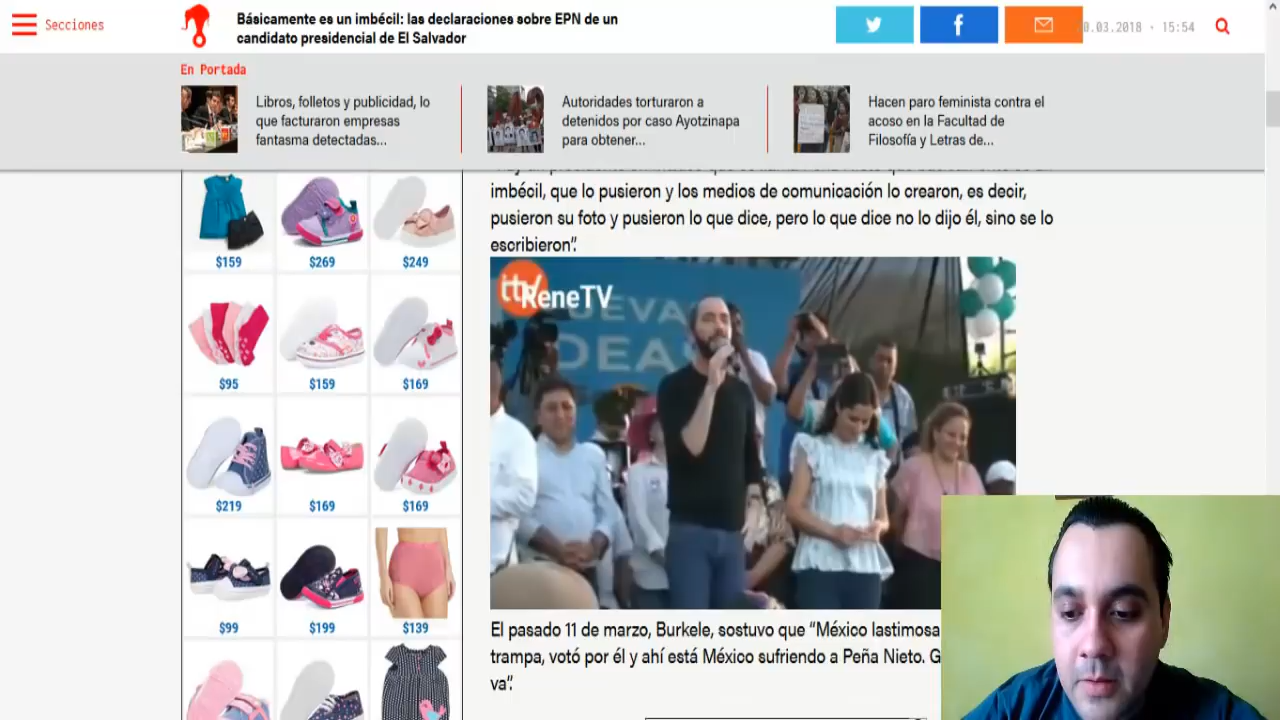 Secciones
Básicamente es un imbécil: las declaraciones sobre EPN de un
candidato presidencial de El Salvador
0.03.2018 · 15:54
En Portada
Libros, folletos y publicidad, lo
que facturaron empresas
fantasma detectadas...
Autoridades torturaron a
detenidos por caso Ayotzinapa
para obtener...
Hacen paro feminista contra el
acoso en la Facultad de
Filosofía y Letras de...
imbécil, que lo pusieron y los medios de comunicación lo crearon, es decir,
pusieron su foto y pusieron lo que dice, pero lo que dice no lo dijo él, sino se lo
escribieron”.
$159
$269
$249
$95
$159
$169
$219
$169
$169
$99
$199
$139
ReneTV
UEVA
DEA
El pasado 11 de marzo, Burkele, sostuvo que “México lastimosa
trampa, votó por él y ahí está México sufriendo a Peña Nieto. G
va”.